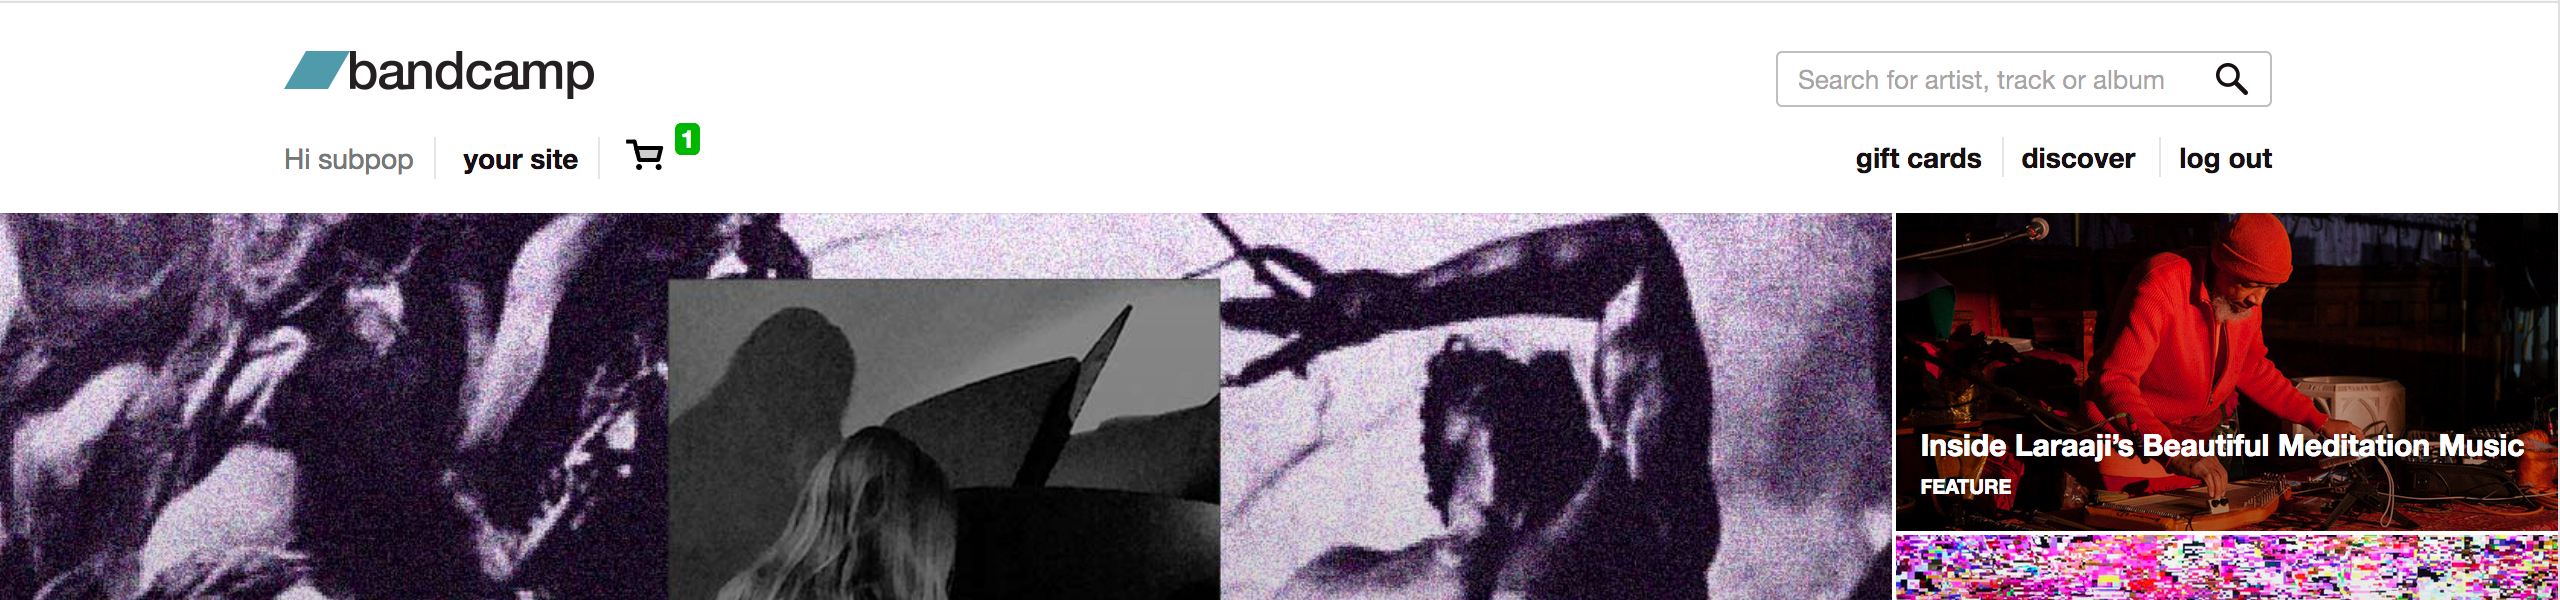 bandcamp
Search for artist, track or album
Hi subpop
your site
1
gift cards
discover
log out
Inside Laraaji’s Beautiful Meditation Music
FEATURE